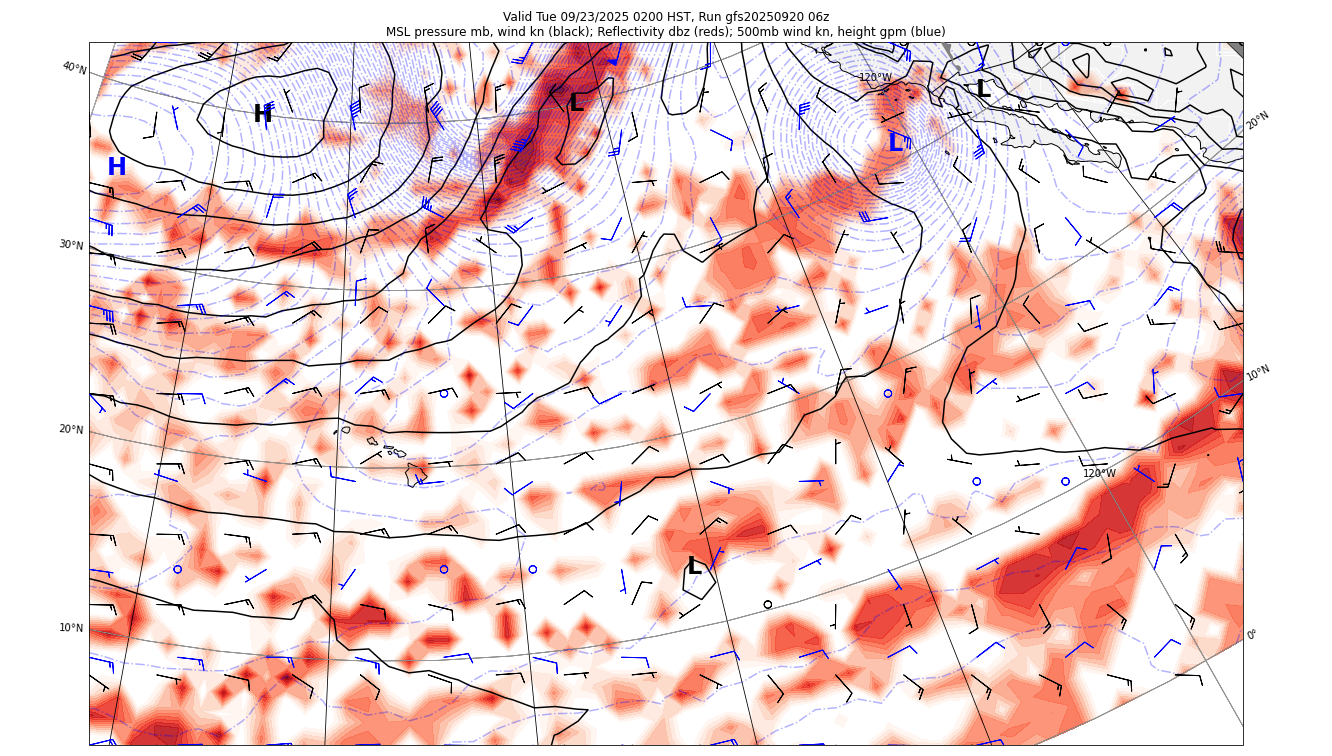 Valid Tue 09/23/2025 0200 HST, Run gfs20250920 06z
MSL pressure mb, wind kn (black); Reflectivity dbz (reds); 500mb wind kn, height gpm (blue)
40°N
120°W
L
L
H
20°N
L
H
30°N
10°N
20°N
120°W
L
10°N
0°